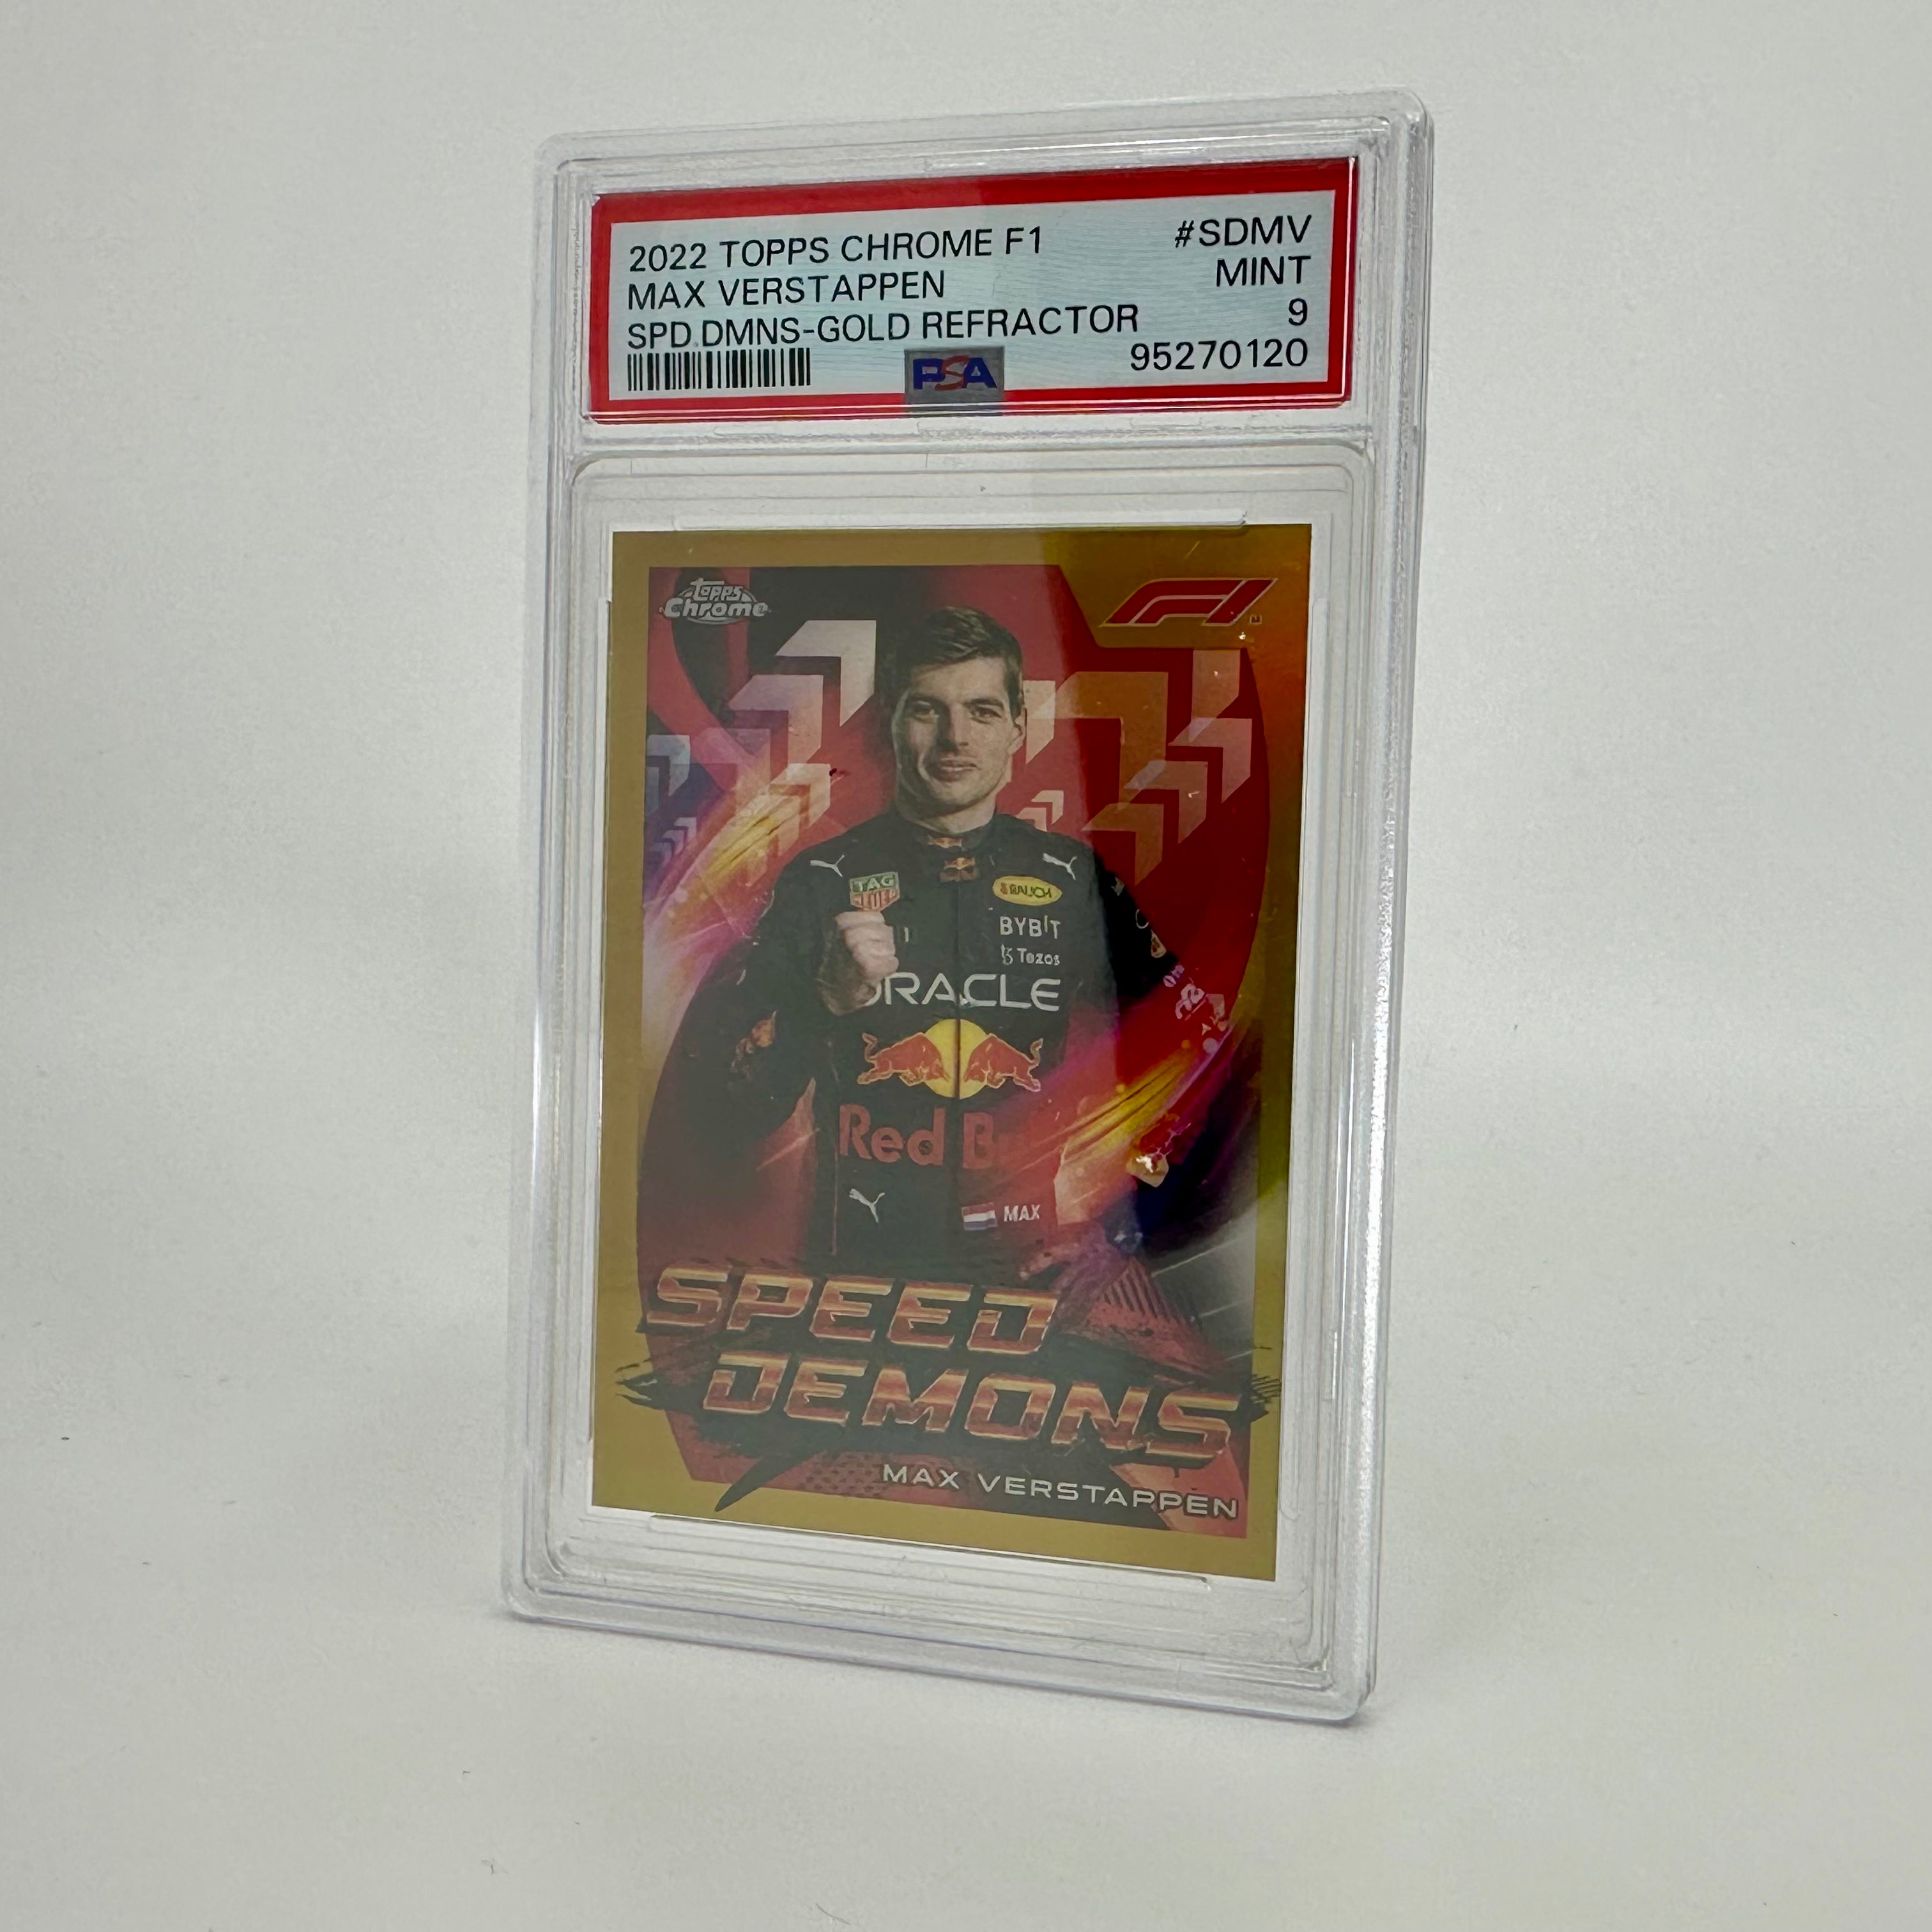 2022 TOPPS CHROME F1 #SDMV
MAX VERSTAPPEN MINT
SPD.DMNS-GOLD REFRACTOR 9
PSA 95270120
Topps
Chrome
F1
TAG
HEUER
RAUCH
BYBIT
Tezos
ORACLE
Red B
MAX
SPEED
DEMONS
MAX VERSTAPPEN